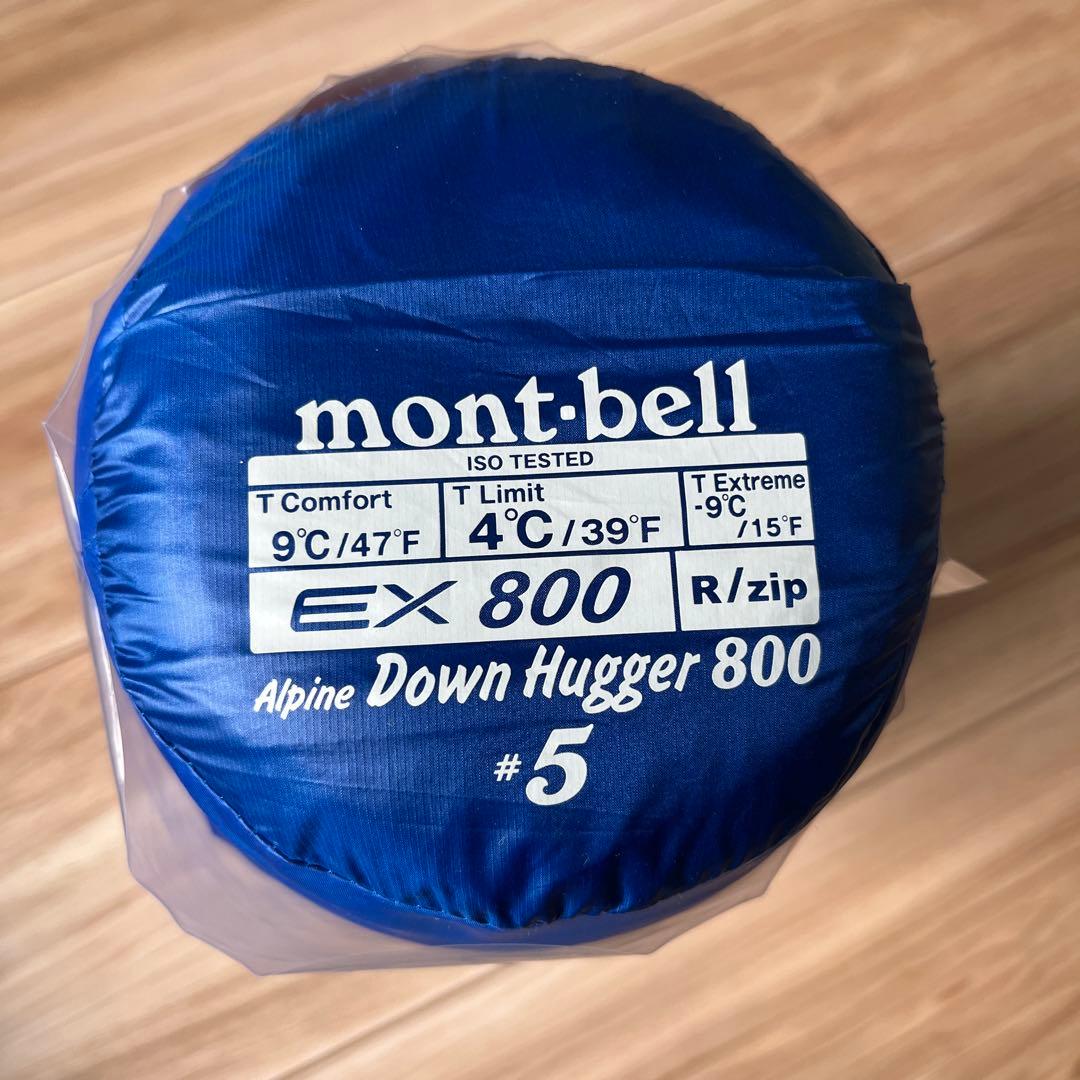 mont·bell
ISO TESTED
T Comfort
9℃/47°F
T Limit
4℃/39°F
T Extreme
-9℃
/15°F
EX 800
R/zip
Alpine Down Hugger 800
#5